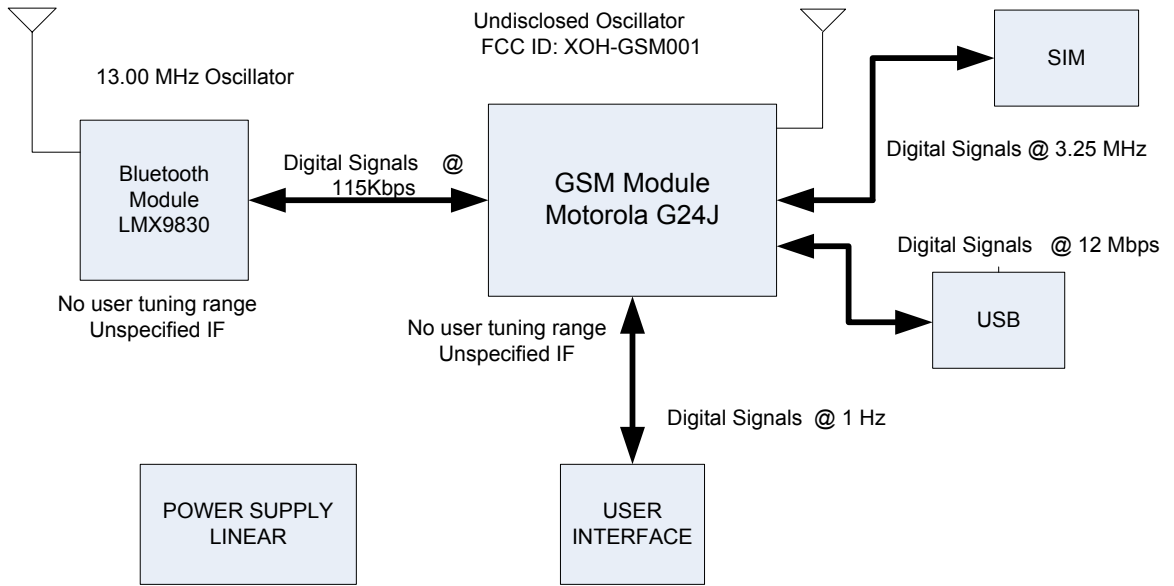 Undisclosed Oscillator
FCC ID: XOH-GSM001
13.00 MHz Oscillator
SIM
Digital Signals @ 3.25 MHz
Bluetooth
Module
LMX9830
Digital Signals @
115Kbps
GSM Module
Motorola G24J
Digital Signals @ 12 Mbps
USB
No user tuning range
Unspecified IF
No user tuning range
Unspecified IF
Digital Signals @ 1 Hz
POWER SUPPLY
LINEAR
USER
INTERFACE